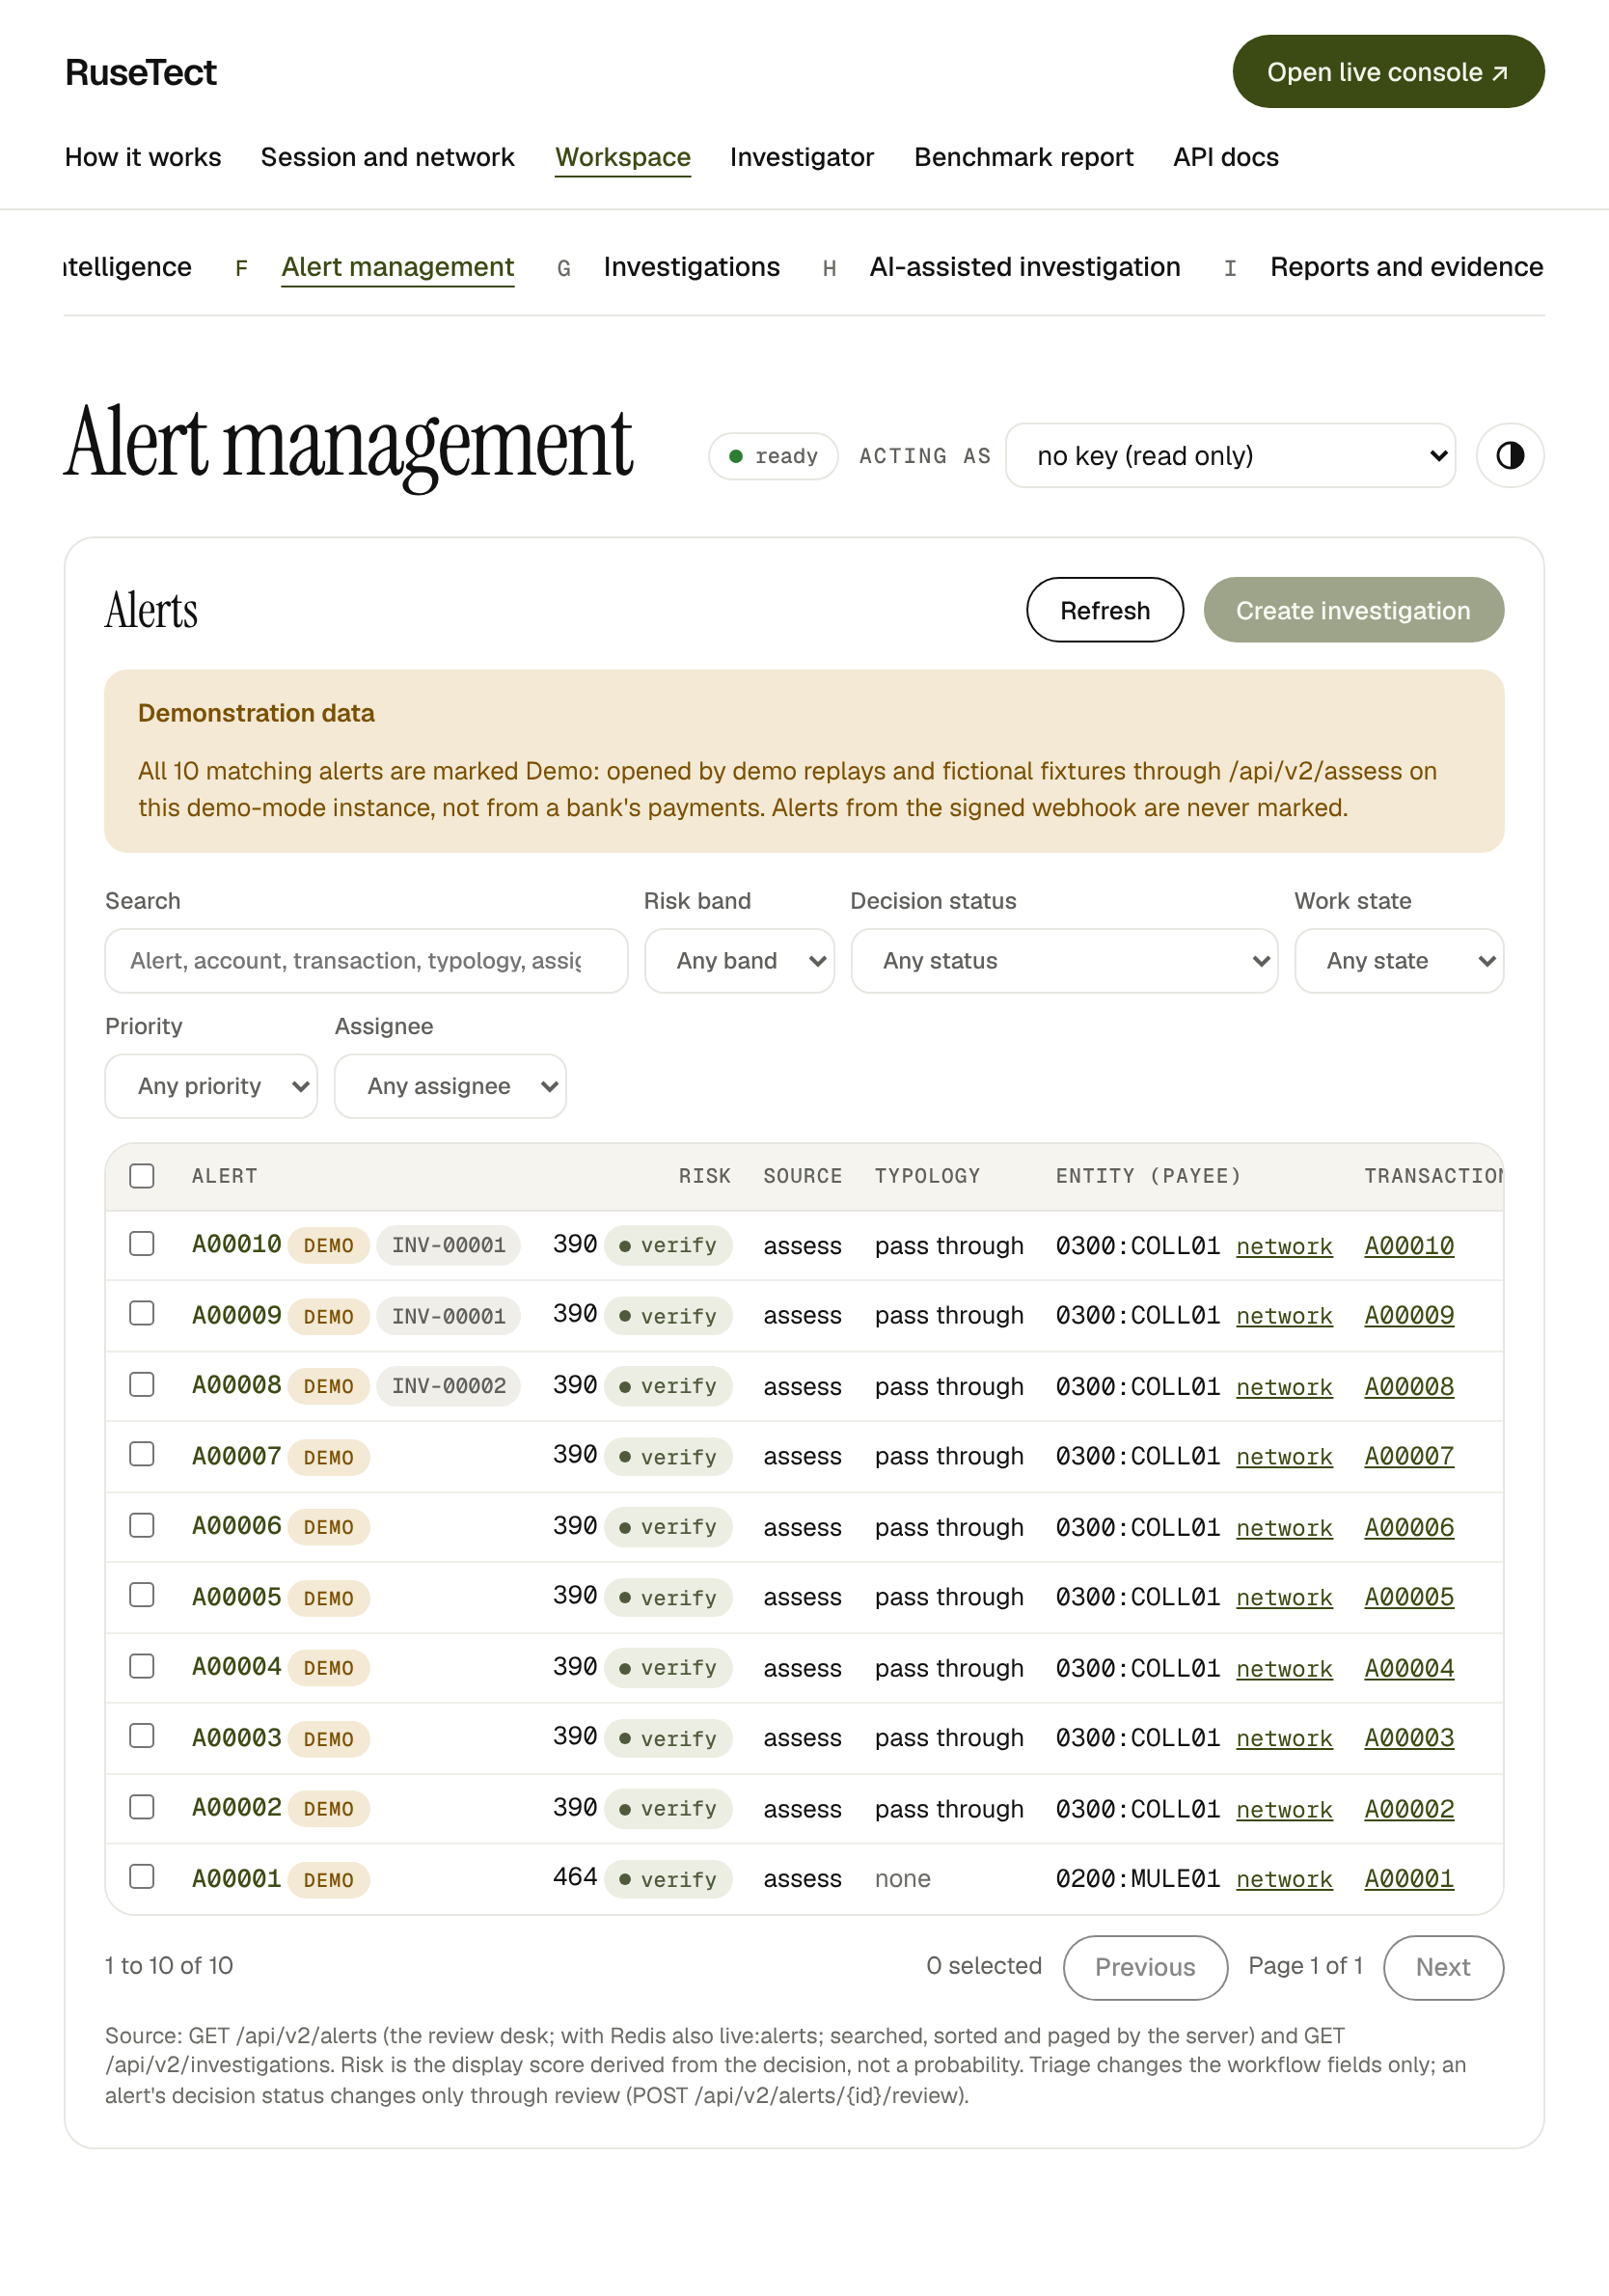 RuseTect
Open live console ↗
How it works Session and network Workspace Investigator Benchmark report API docs
ntelligence F Alert management G Investigations H AI-assisted investigation I Reports and evidence
Alert management
ready ACTING AS no key (read only)
Alerts
Refresh Create investigation
Demonstration data
All 10 matching alerts are marked Demo: opened by demo replays and fictional fixtures through /api/v2/assess on
this demo-mode instance, not from a bank's payments. Alerts from the signed webhook are never marked.
Search Risk band Decision status Work state
Alert, account, transaction, typology, assig Any band Any status Any state
Priority Assignee
Any priority Any assignee
ALERT RISK SOURCE TYPOLOGY ENTITY (PAYEE) TRANSACTION
A00010 DEMO INV-00001 390 verify assess pass through 0300:COLL01 network A00010
A00009 DEMO INV-00001 390 verify assess pass through 0300:COLL01 network A00009
A00008 DEMO INV-00002 390 verify assess pass through 0300:COLL01 network A00008
A00007 DEMO 390 verify assess pass through 0300:COLL01 network A00007
A00006 DEMO 390 verify assess pass through 0300:COLL01 network A00006
A00005 DEMO 390 verify assess pass through 0300:COLL01 network A00005
A00004 DEMO 390 verify assess pass through 0300:COLL01 network A00004
A00003 DEMO 390 verify assess pass through 0300:COLL01 network A00003
A00002 DEMO 390 verify assess pass through 0300:COLL01 network A00002
A00001 DEMO 464 verify assess none 0200:MULE01 network A00001
1 to 10 of 10 0 selected Previous Page 1 of 1 Next
Source: GET /api/v2/alerts (the review desk; with Redis also live:alerts; searched, sorted and paged by the server) and GET
/api/v2/investigations. Risk is the display score derived from the decision, not a probability. Triage changes the workflow fields only; an
alert's decision status changes only through review (POST /api/v2/alerts/{id}/review).